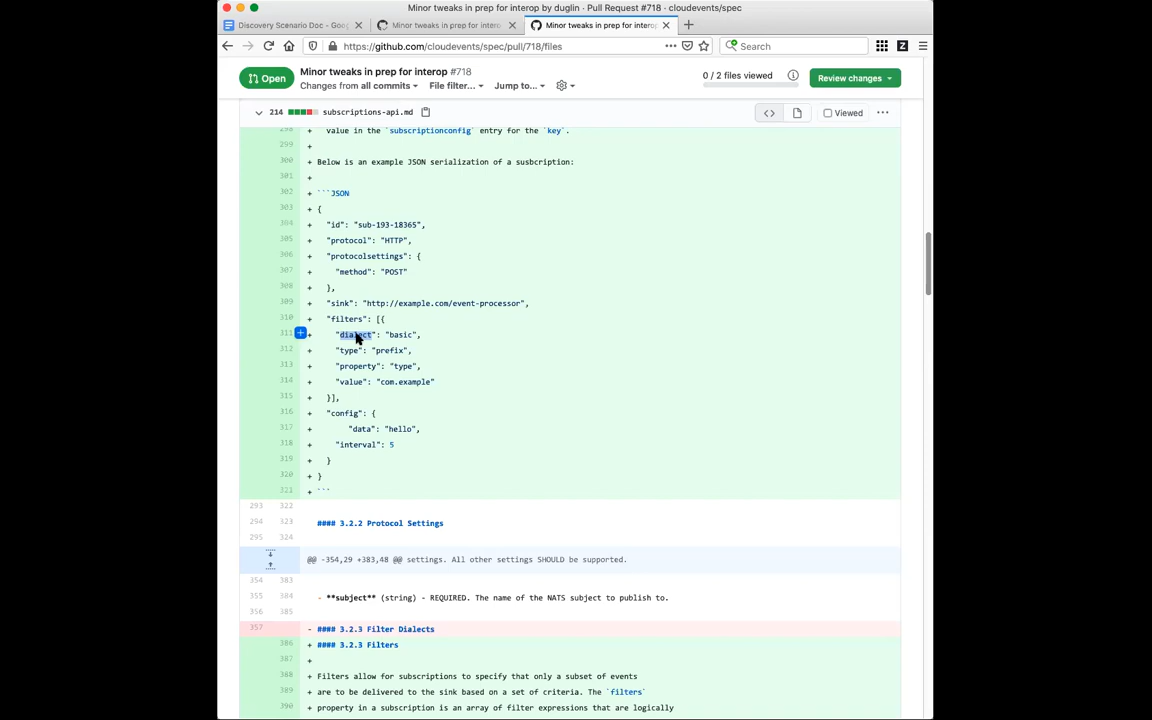 Minor tweaks in prep for interop by duglin · Pull Request #718 · cloudevents/spec
Discovery Scenario Doc - Goo
Minor tweaks in prep for intero
Minor tweaks in prep for interop
https://github.com/cloudevents/spec/pull/718/files
Search
Open
Minor tweaks in prep for interop #718
Changes from all commits
File filter...
Jump to...
0 / 2 files viewed
Review changes
214 subscriptions-api.md
Viewed
298 + value in the `subscriptionconfig` entry for the `key`.
299 +
300 + Below is an example JSON serialization of a susbcription:
301 +
302 + ```JSON
303 + {
304 + "id": "sub-193-18365",
305 + "protocol": "HTTP",
306 + "protocolsettings": {
307 + "method": "POST"
308 + },
309 + "sink": "http://example.com/event-processor",
310 + "filters": [{
311 + "dialect": "basic",
312 + "type": "prefix",
313 + "property": "type",
314 + "value": "com.example"
315 + }],
316 + "config": {
317 + "data": "hello",
318 + "interval": 5
319 + }
320 + }
321 + ```
293 322
294 323 #### 3.2.2 Protocol Settings
295 324
@@ -354,29 +383,48 @@ settings. All other settings SHOULD be supported.
354 383
355 384 - **subject** (string) - REQUIRED. The name of the NATS subject to publish to.
356 385
357 - #### 3.2.3 Filter Dialects
386 + #### 3.2.3 Filters
387 +
388 + Filters allow for subscriptions to specify that only a subset of events
389 + are to be delivered to the sink based on a set of criteria. The `filters`
390 + property in a subscription is an array of filter expressions that are logically